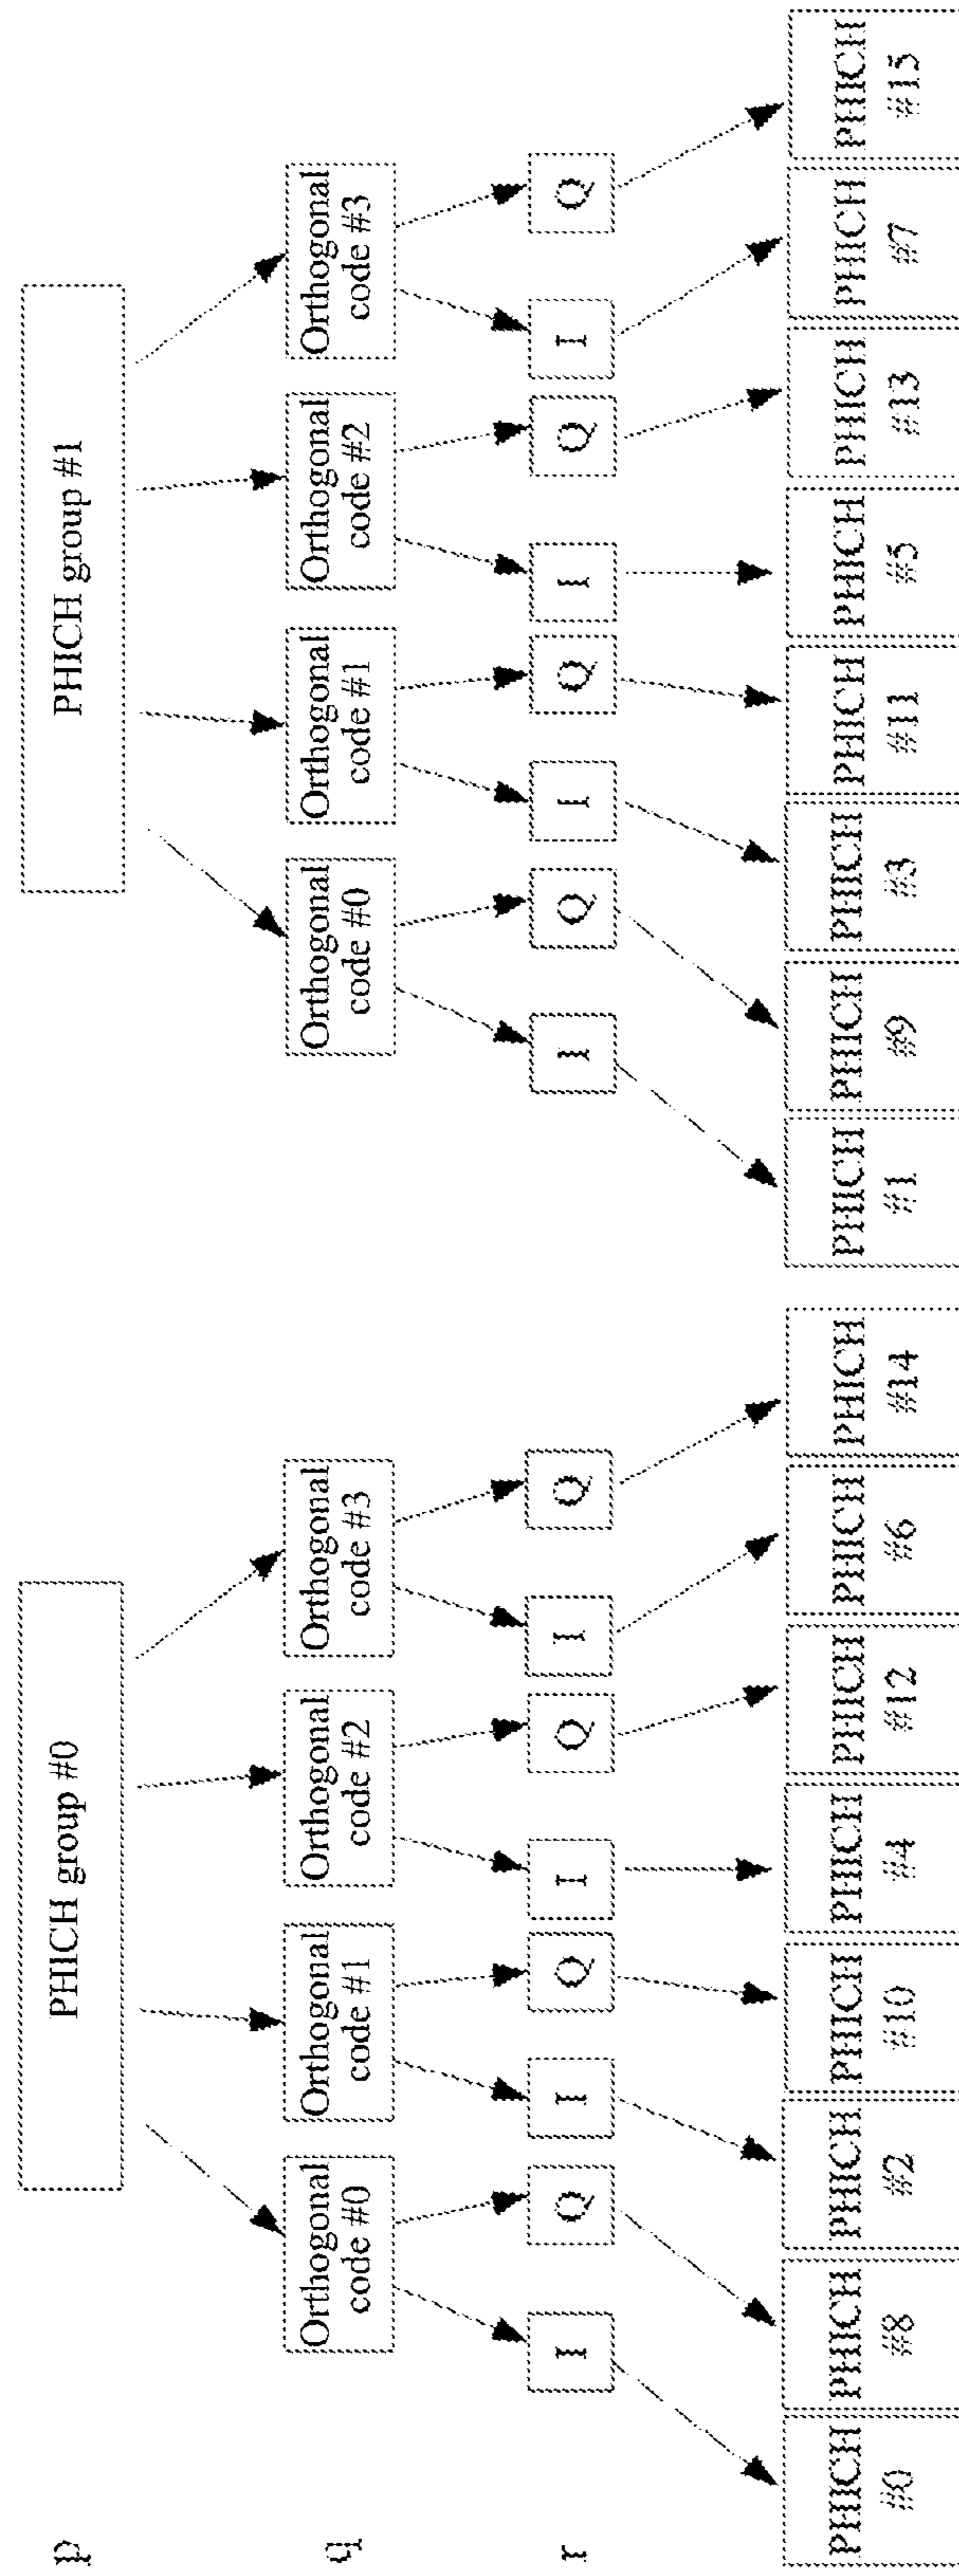 p
PHICH group #0
PHICH group #1
q
Orthogonal
code #0
Orthogonal
code #1
Orthogonal
code #2
Orthogonal
code #3
Orthogonal
code #0
Orthogonal
code #1
Orthogonal
code #2
Orthogonal
code #3
r
I
Q
I
Q
I
Q
I
Q
I
Q
I
Q
I
Q
I
Q
PHICH
#0
PHICH
#8
PHICH
#2
PHICH
#10
PHICH
#4
PHICH
#12
PHICH
#6
PHICH
#14
PHICH
#1
PHICH
#9
PHICH
#3
PHICH
#11
PHICH
#5
PHICH
#13
PHICH
#7
PHICH
#15